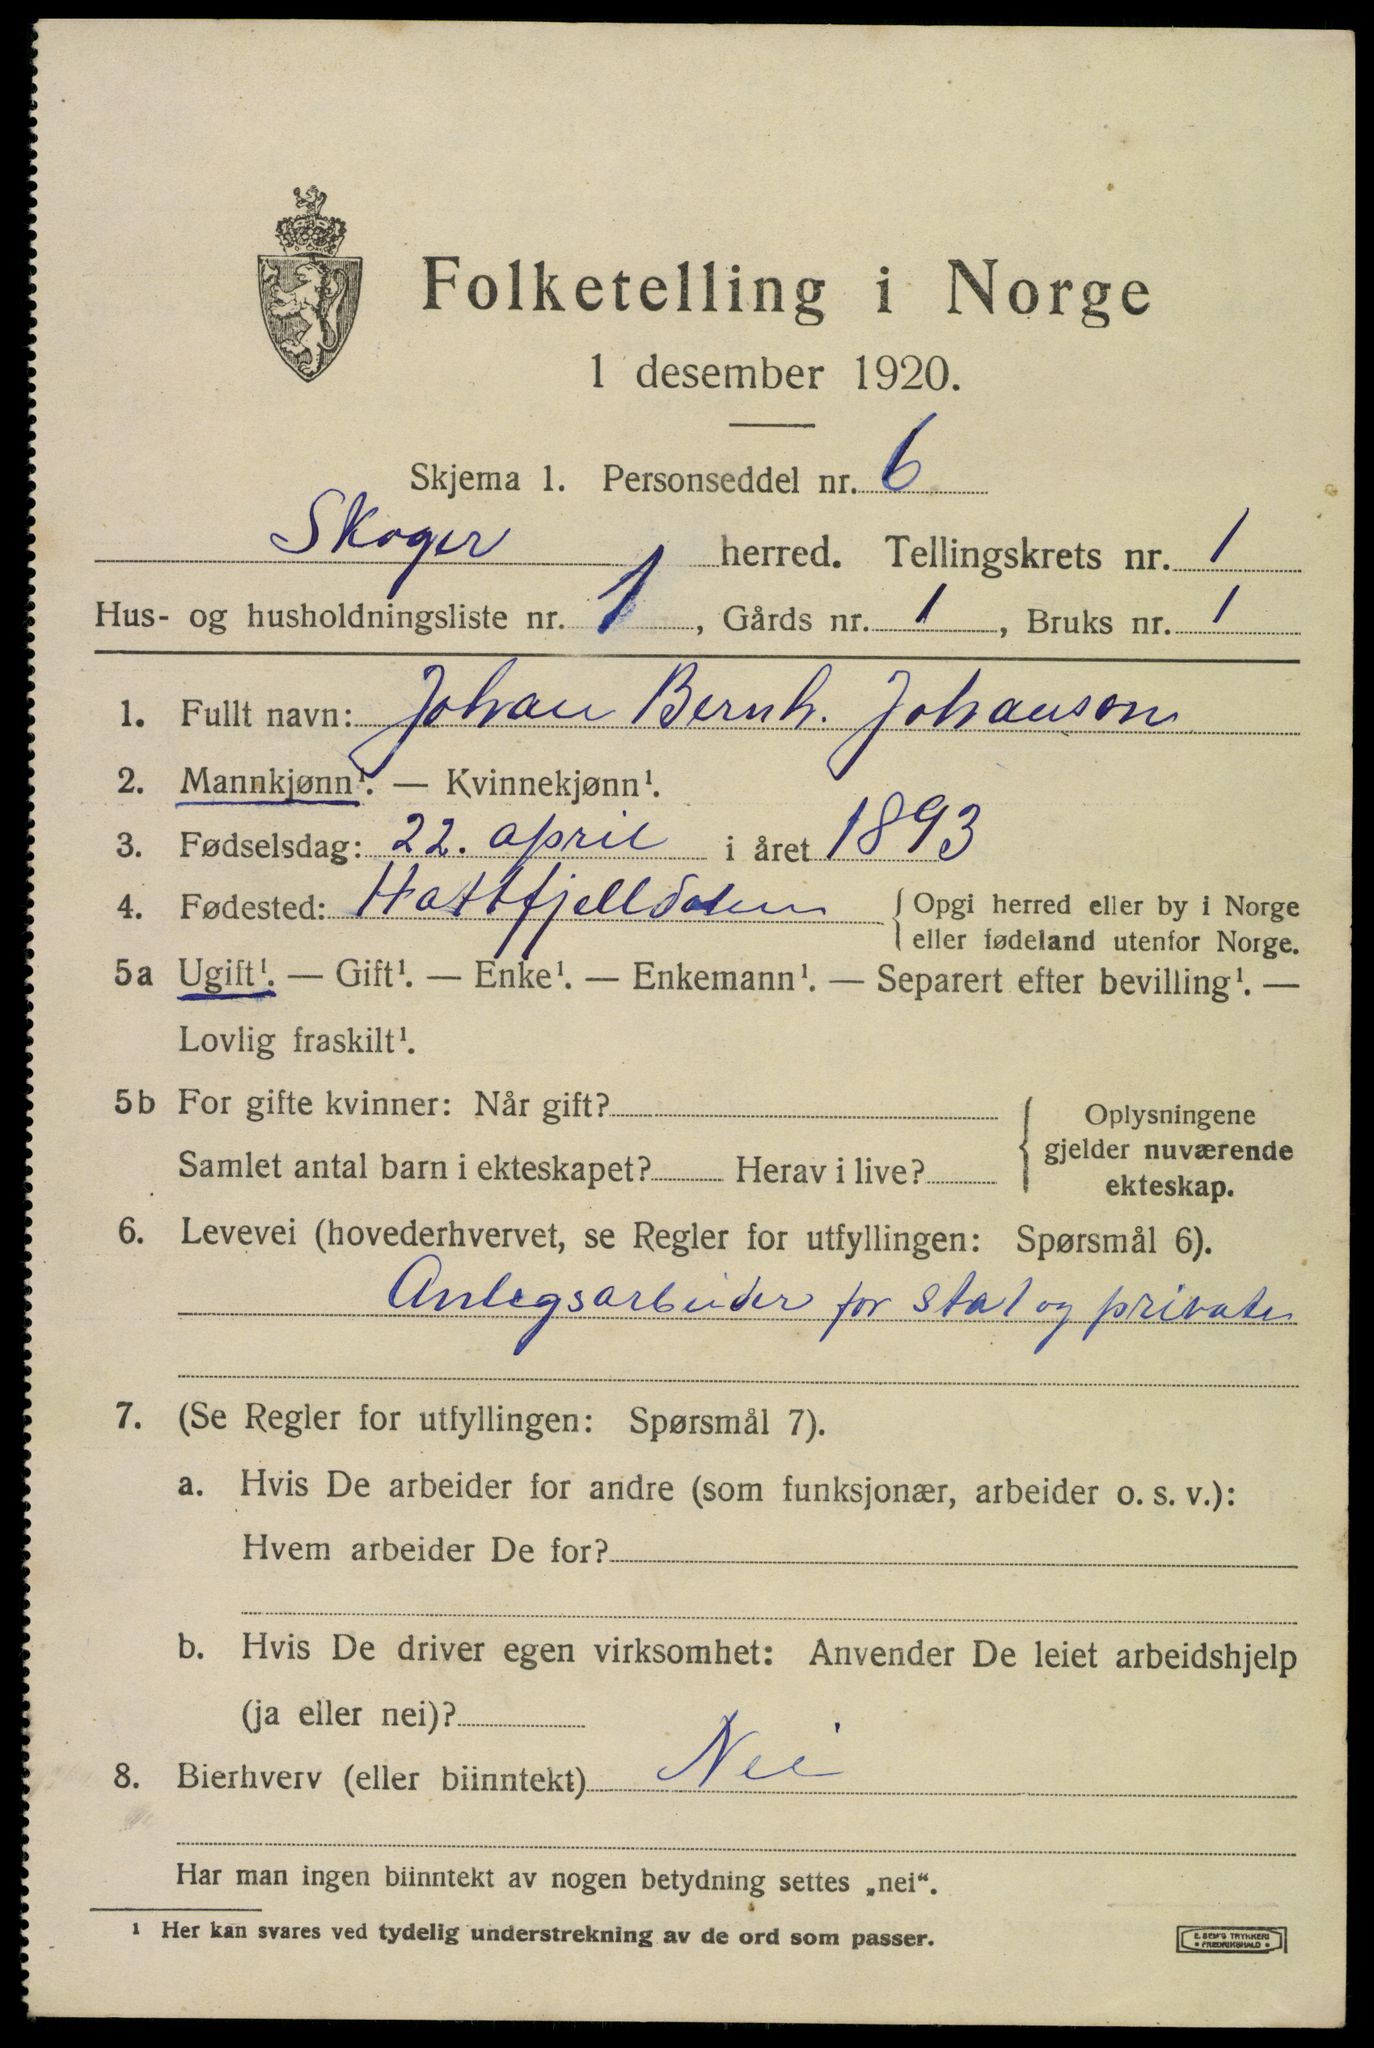 Folketelling i Norge
1 desember 1920.
Skjema 1. Personseddel nr. 6
Skoger herred. Tellingskrets nr. 1
Hus- og husholdningsliste nr. 1, Gårds nr. 1, Bruks nr. 1
1. Fullt navn: Johan Bernh. Johanson
2. Mannkjønn¹. — Kvinnekjønn¹.
3. Fødselsdag: 22. april i året 1893
4. Fødested: Hattfjelldalen { Opgi herred eller by i Norge
eller fødeland utenfor Norge.
5a Ugift¹. — Gift¹. — Enke¹. — Enkemann¹. — Separert efter bevilling¹. —
Lovlig fraskilt¹.
5b For gifte kvinner: Når gift?
Samlet antal barn i ekteskapet? Herav i live?
{ Oplysningene
gjelder nuværende
ekteskap.
6. Levevei (hovederhvervet, se Regler for utfyllingen: Spørsmål 6).
Anlegsarbeider for stat og private
7. (Se Regler for utfyllingen: Spørsmål 7).
a. Hvis De arbeider for andre (som funksjonær, arbeider o. s. v.):
Hvem arbeider De for?
b. Hvis De driver egen virksomhet: Anvender De leiet arbeidshjelp
(ja eller nei)?
8. Bierhverv (eller biinntekt) Nei
Har man ingen biinntekt av nogen betydning settes „nei“.
¹ Her kan svares ved tydelig understrekning av de ord som passer.
E. SEM'S TRYKKERI
• FREDRIKSHALD •